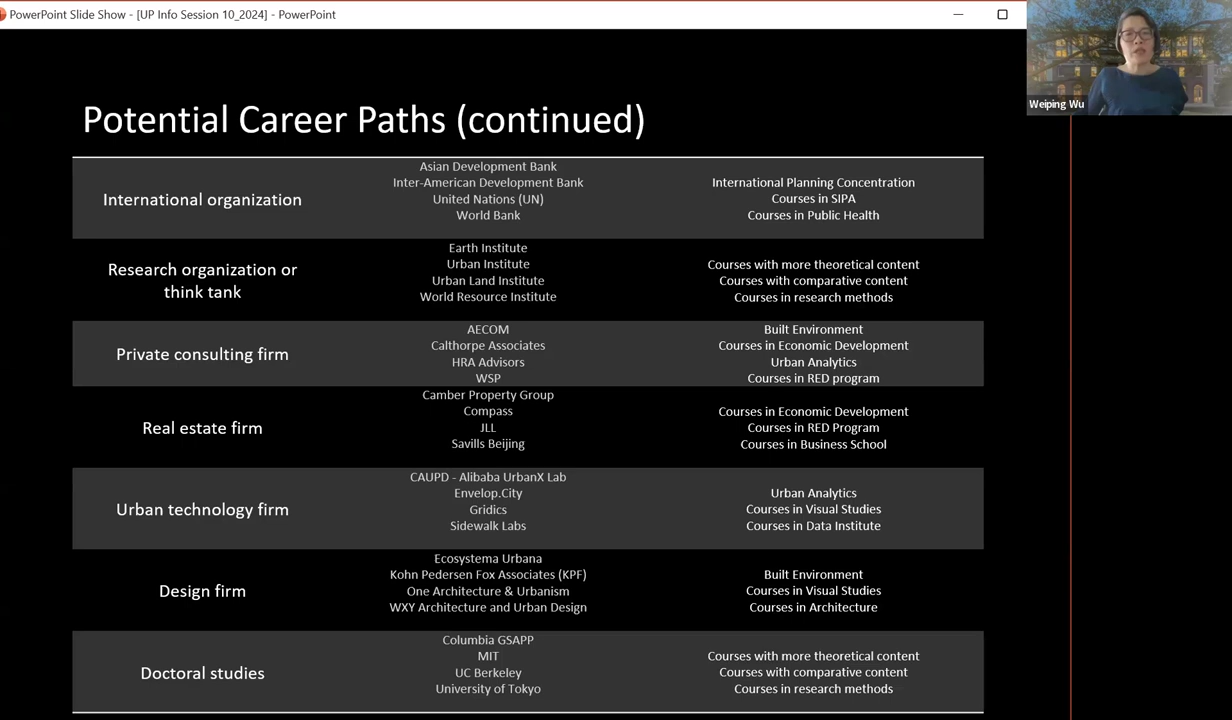 PowerPoint Slide Show - [UP Info Session 10_2024] - PowerPoint
Weiping Wu
Potential Career Paths (continued)
International organization
Asian Development Bank
Inter-American Development Bank
United Nations (UN)
World Bank
International Planning Concentration
Courses in SIPA
Courses in Public Health
Research organization or
think tank
Earth Institute
Urban Institute
Urban Land Institute
World Resource Institute
Courses with more theoretical content
Courses with comparative content
Courses in research methods
Private consulting firm
AECOM
Calthorpe Associates
HRA Advisors
WSP
Built Environment
Courses in Economic Development
Urban Analytics
Courses in RED program
Real estate firm
Camber Property Group
Compass
JLL
Savills Beijing
Courses in Economic Development
Courses in RED Program
Courses in Business School
Urban technology firm
CAUPD - Alibaba UrbanX Lab
Envelop.City
Gridics
Sidewalk Labs
Urban Analytics
Courses in Visual Studies
Courses in Data Institute
Design firm
Ecosystema Urbana
Kohn Pedersen Fox Associates (KPF)
One Architecture & Urbanism
WXY Architecture and Urban Design
Built Environment
Courses in Visual Studies
Courses in Architecture
Doctoral studies
Columbia GSAPP
MIT
UC Berkeley
University of Tokyo
Courses with more theoretical content
Courses with comparative content
Courses in research methods